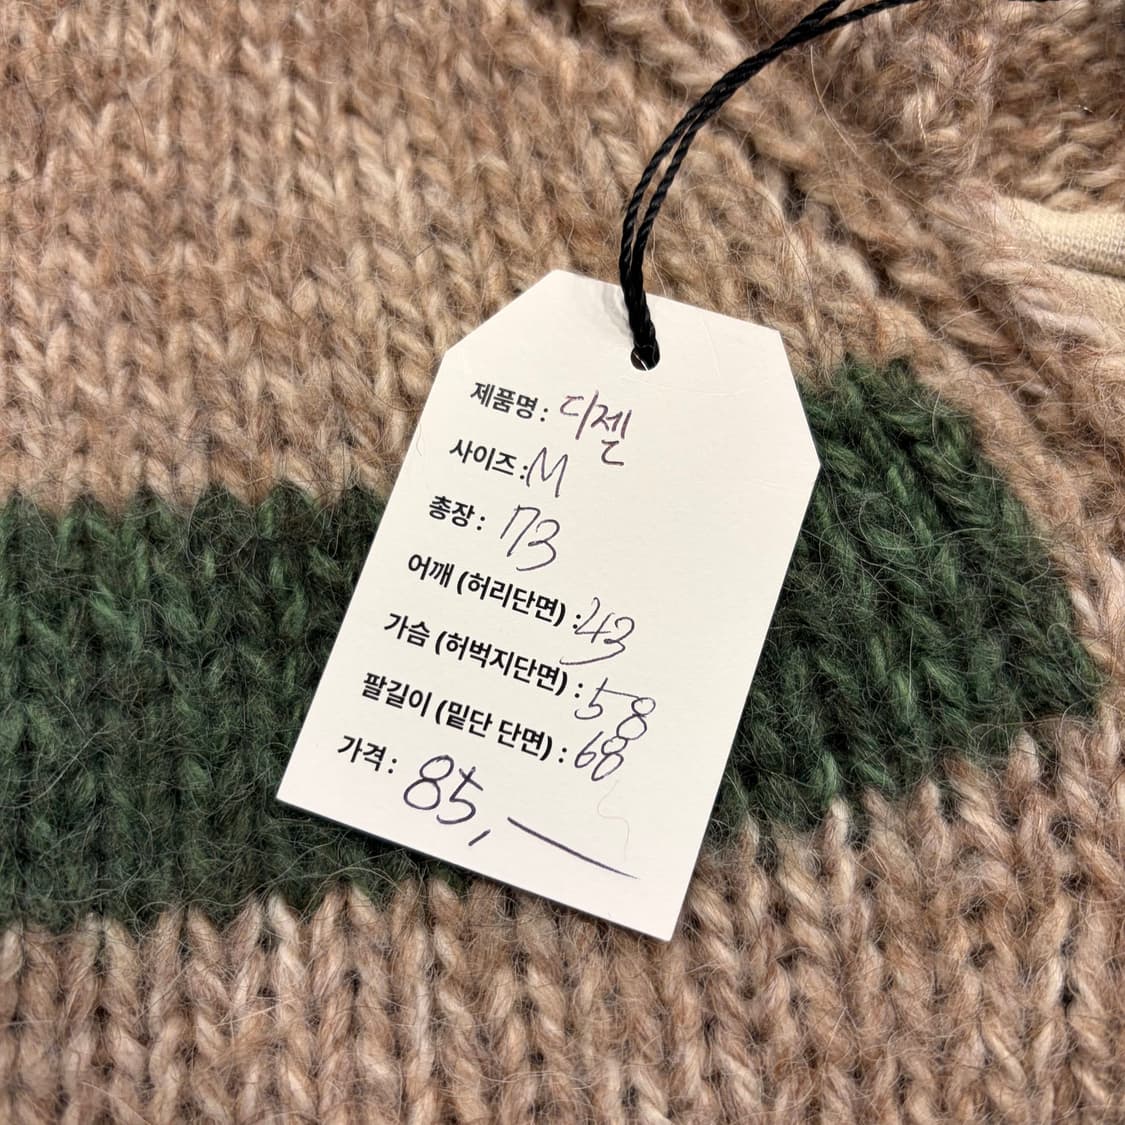 제품명 : 디젤
사이즈 : M
총장 : 73
어깨 (허리단면) : 43
가슴 (허벅지단면) : 58
팔길이 (밑단 단면) : 68
가격 : 85,—